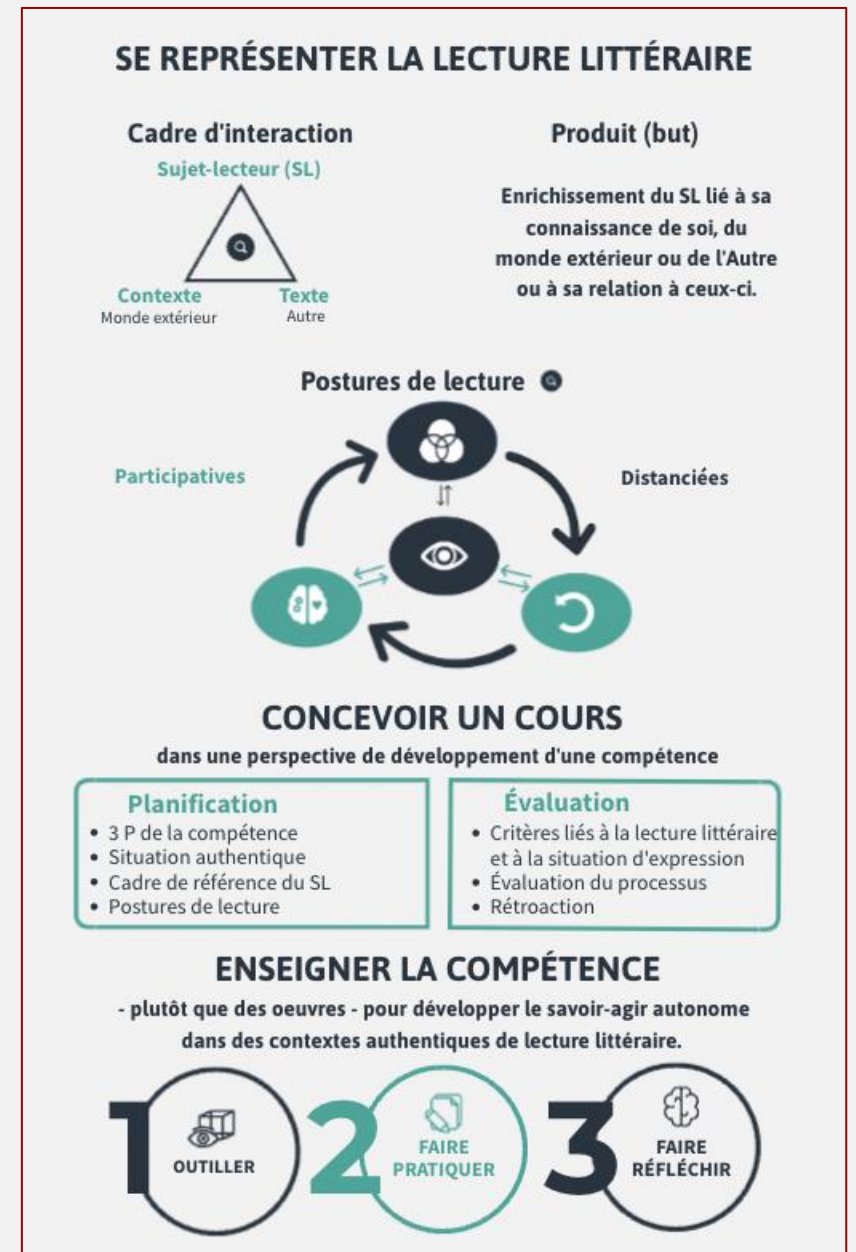 SE REPRÉSENTER LA LECTURE LITTÉRAIRE
Cadre d'interaction
Sujet-lecteur (SL)
Contexte
Monde extérieur
Texte
Autre
Produit (but)
Enrichissement du SL lié à sa
connaissance de soi, du
monde extérieur ou de l'Autre
ou à sa relation à ceux-ci.
Postures de lecture
Participatives
Distanciées
CONCEVOIR UN COURS
dans une perspective de développement d'une compétence
Planification
• 3 P de la compétence
• Situation authentique
• Cadre de référence du SL
• Postures de lecture
Évaluation
• Critères liés à la lecture littéraire
et à la situation d'expression
• Évaluation du processus
• Rétroaction
ENSEIGNER LA COMPÉTENCE
- plutôt que des oeuvres - pour développer le savoir-agir autonome
dans des contextes authentiques de lecture littéraire.
1
OUTILLER
2
FAIRE
PRATIQUER
3
FAIRE
RÉFLÉCHIR